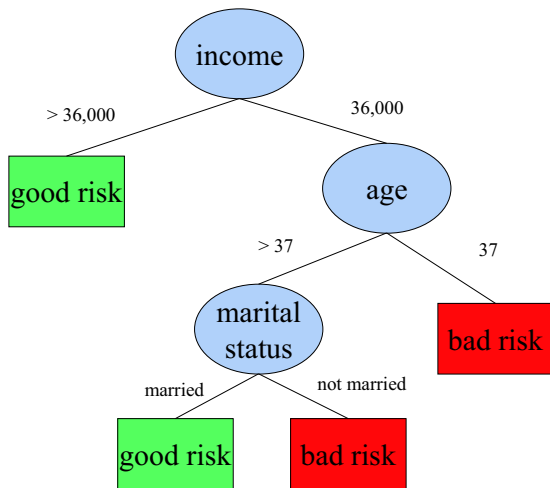 income
> 36,000
36,000
good risk
age
> 37
37
marital
status
bad risk
married
not married
good risk
bad risk